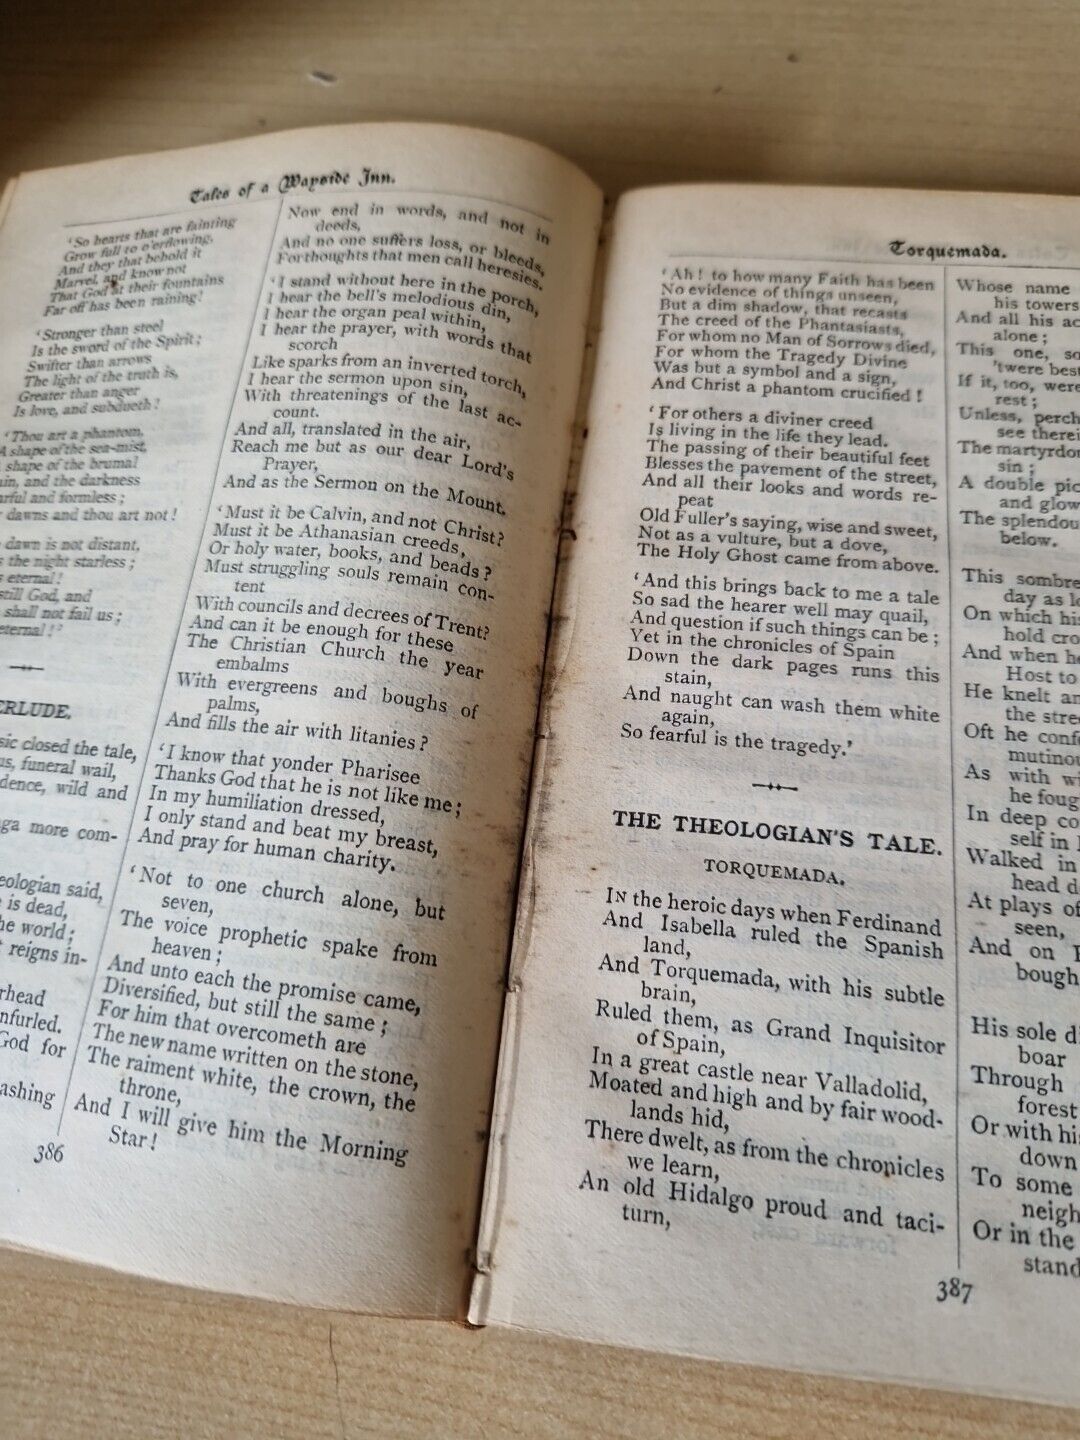 Tales of a Wayside Inn.
'So hearts that are fainting
Grow full to o'erflowing,
And they that behold it
Marvel, and know not
That God at their fountains
Far off has been raining!
'Stronger than steel
Is the sword of the Spirit;
Swifter than arrows
The light of the truth is,
Greater than anger
Is love, and subdueth!
'Thou art a phantom,
A shape of the sea-mist,
shape of the brumal
in, and the darkness
arful and formless;
dawns and thou art not!
dawn is not distant,
the night starless;
s eternal!
still God, and
shall not fail us;
eternal!'
ERLUDE.
sic closed the tale,
us, funeral wail,
dence, wild and
ga more com-
eologian said,
is dead,
he world;
reigns in-
rhead
nfurled.
God for
ashing
Now end in words, and not in
deeds,
And no one suffers loss, or bleeds,
For thoughts that men call heresies.
'I stand without here in the porch,
I hear the bell's melodious din,
I hear the organ peal within,
I hear the prayer, with words that
scorch
Like sparks from an inverted torch,
I hear the sermon upon sin,
With threatenings of the last ac-
count.
And all, translated in the air,
Reach me but as our dear Lord's
Prayer,
And as the Sermon on the Mount.
'Must it be Calvin, and not Christ?
Must it be Athanasian creeds,
Or holy water, books, and beads?
Must struggling souls remain con-
tent
With councils and decrees of Trent?
And can it be enough for these
The Christian Church the year
embalms
With evergreens and boughs of
palms,
And fills the air with litanies?
'I know that yonder Pharisee
Thanks God that he is not like me;
In my humiliation dressed,
I only stand and beat my breast,
And pray for human charity.
'Not to one church alone, but
seven,
The voice prophetic spake from
heaven;
And unto each the promise came,
Diversified, but still the same;
For him that overcometh are
The new name written on the stone,
The raiment white, the crown, the
throne,
And I will give him the Morning
Star!
386
Torquemada.
'Ah! to how many Faith has been
No evidence of things unseen,
But a dim shadow, that recasts
The creed of the Phantasiasts,
For whom no Man of Sorrows died,
For whom the Tragedy Divine
Was but a symbol and a sign,
And Christ a phantom crucified!
'For others a diviner creed
Is living in the life they lead.
The passing of their beautiful feet
Blesses the pavement of the street,
And all their looks and words re-
peat
Old Fuller's saying, wise and sweet,
Not as a vulture, but a dove,
The Holy Ghost came from above.
'And this brings back to me a tale
So sad the hearer well may quail,
And question if such things can be;
Yet in the chronicles of Spain
Down the dark pages runs this
stain,
And naught can wash them white
again,
So fearful is the tragedy.'
THE THEOLOGIAN'S TALE.
TORQUEMADA.
IN the heroic days when Ferdinand
And Isabella ruled the Spanish
land,
And Torquemada, with his subtle
brain,
Ruled them, as Grand Inquisitor
of Spain,
In a great castle near Valladolid,
Moated and high and by fair wood-
lands hid,
There dwelt, as from the chronicles
we learn,
An old Hidalgo proud and taci-
turn,
Whose name
his towers
And all his ac
alone;
This one, so
'twere best
If it, too, were
rest;
Unless, perch
see therei
The martyrdo
sin;
A double pic
and glow
The splendou
below.
This sombre
day as l
On which his
hold cro
And when he
Host to
He knelt an
the stre
Oft he confe
mutinou
As with wi
he foug
In deep co
self in
Walked in
head d
At plays of
seen,
And on
bough
His sole d
boar
Through
forest
Or with hi
down
To some
neigh
Or in the
stand
387